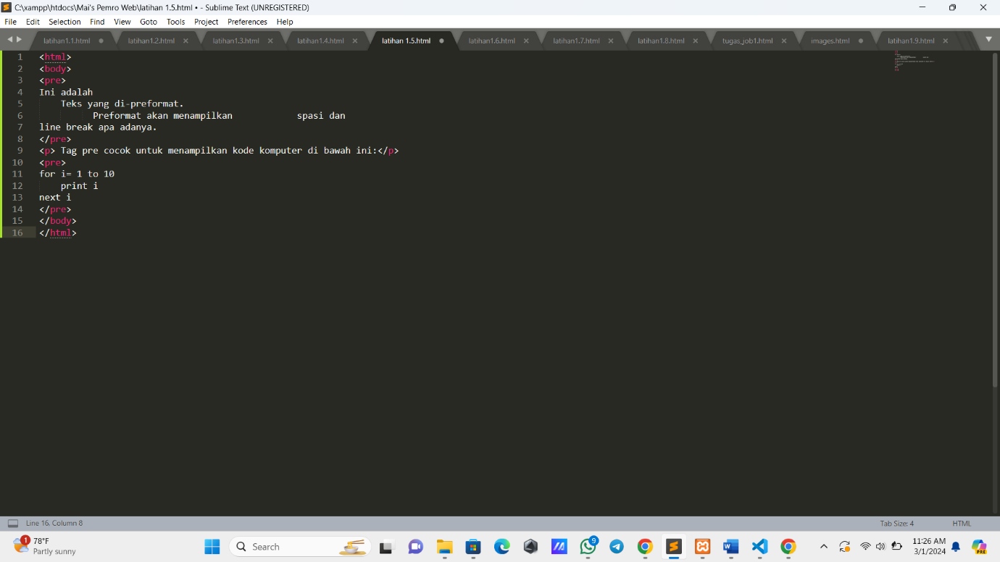 C:\xampp\htdocs\Mai's Pemro Web\latihan 1.5.html • - Sublime Text (UNREGISTERED)
File Edit Selection Find View Goto Tools Project Preferences Help
latihan1.1.html latihan1.2.html latihan1.3.html latihan1.4.html latihan 1.5.html latihan1.6.html latihan1.7.html latihan1.8.html tugas_job1.html images.html latihan1.9.html
1 <html>
2 <body>
3 <pre>
4 Ini adalah
5     Teks yang di-preformat.
6           Preformat akan menampilkan            spasi dan
7 line break apa adanya.
8 </pre>
9 <p> Tag pre cocok untuk menampilkan kode komputer di bawah ini:</p>
10 <pre>
11 for i= 1 to 10
12     print i
13 next i
14 </pre>
15 </body>
16 </html>
Line 16, Column 8 Tab Size: 4 HTML
1 78°F
Partly sunny
Search
9
PRE
11:26 AM
3/1/2024